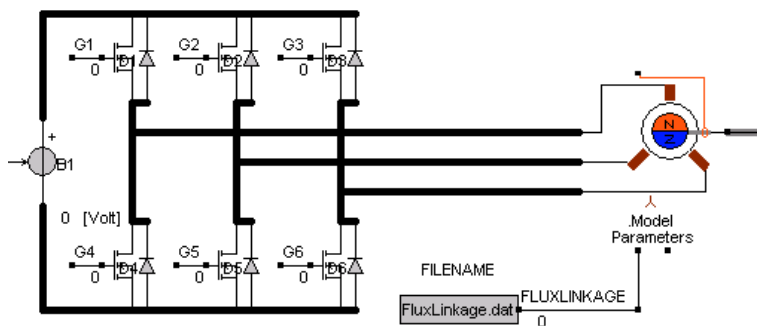 G1
G2
G3
0
D1
0
D2
0
D3
+
B1
0 [Volt]
G4
G5
G6
0
D4
0
D5
0
D6
N
N
.Model
Parameters
FILENAME
FluxLinkage.dat
FLUXLINKAGE
0